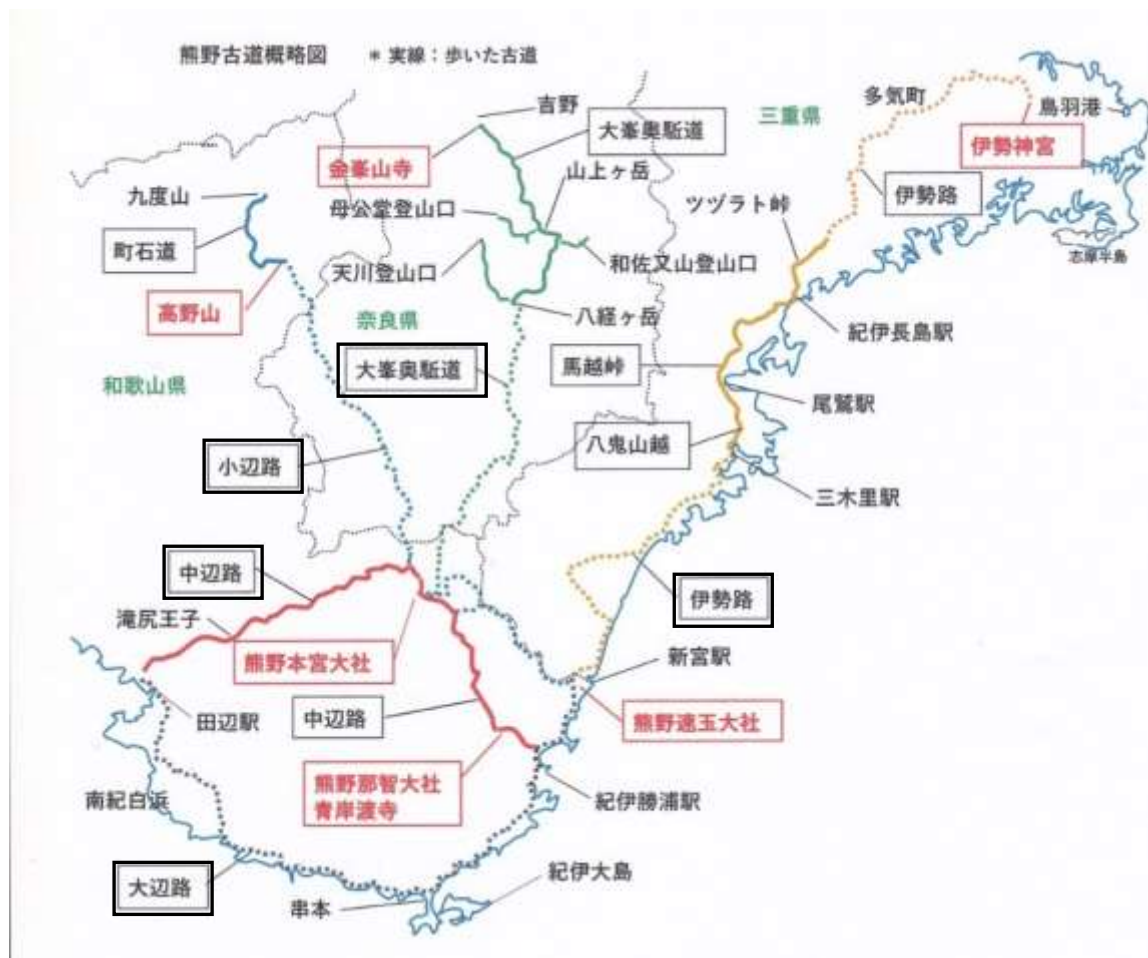 熊野古道概略図 * 実線：歩いた古道
吉野
大峯奥駈道
三重県
多気町
鳥羽港
伊勢神宮
金峯山寺
山上ヶ岳
九度山
母公堂登山口
ツヅラト峠
伊勢路
町石道
天川登山口
和佐又山登山口
志摩半島
高野山
奈良県
八経ヶ岳
紀伊長島駅
大峯奥駈道
馬越峠
和歌山県
尾鷲駅
八鬼山越
小辺路
三木里駅
中辺路
伊勢路
滝尻王子
熊野本宮大社
新宮駅
田辺駅
中辺路
熊野速玉大社
熊野那智大社
青岸渡寺
南紀白浜
紀伊勝浦駅
大辺路
紀伊大島
串本